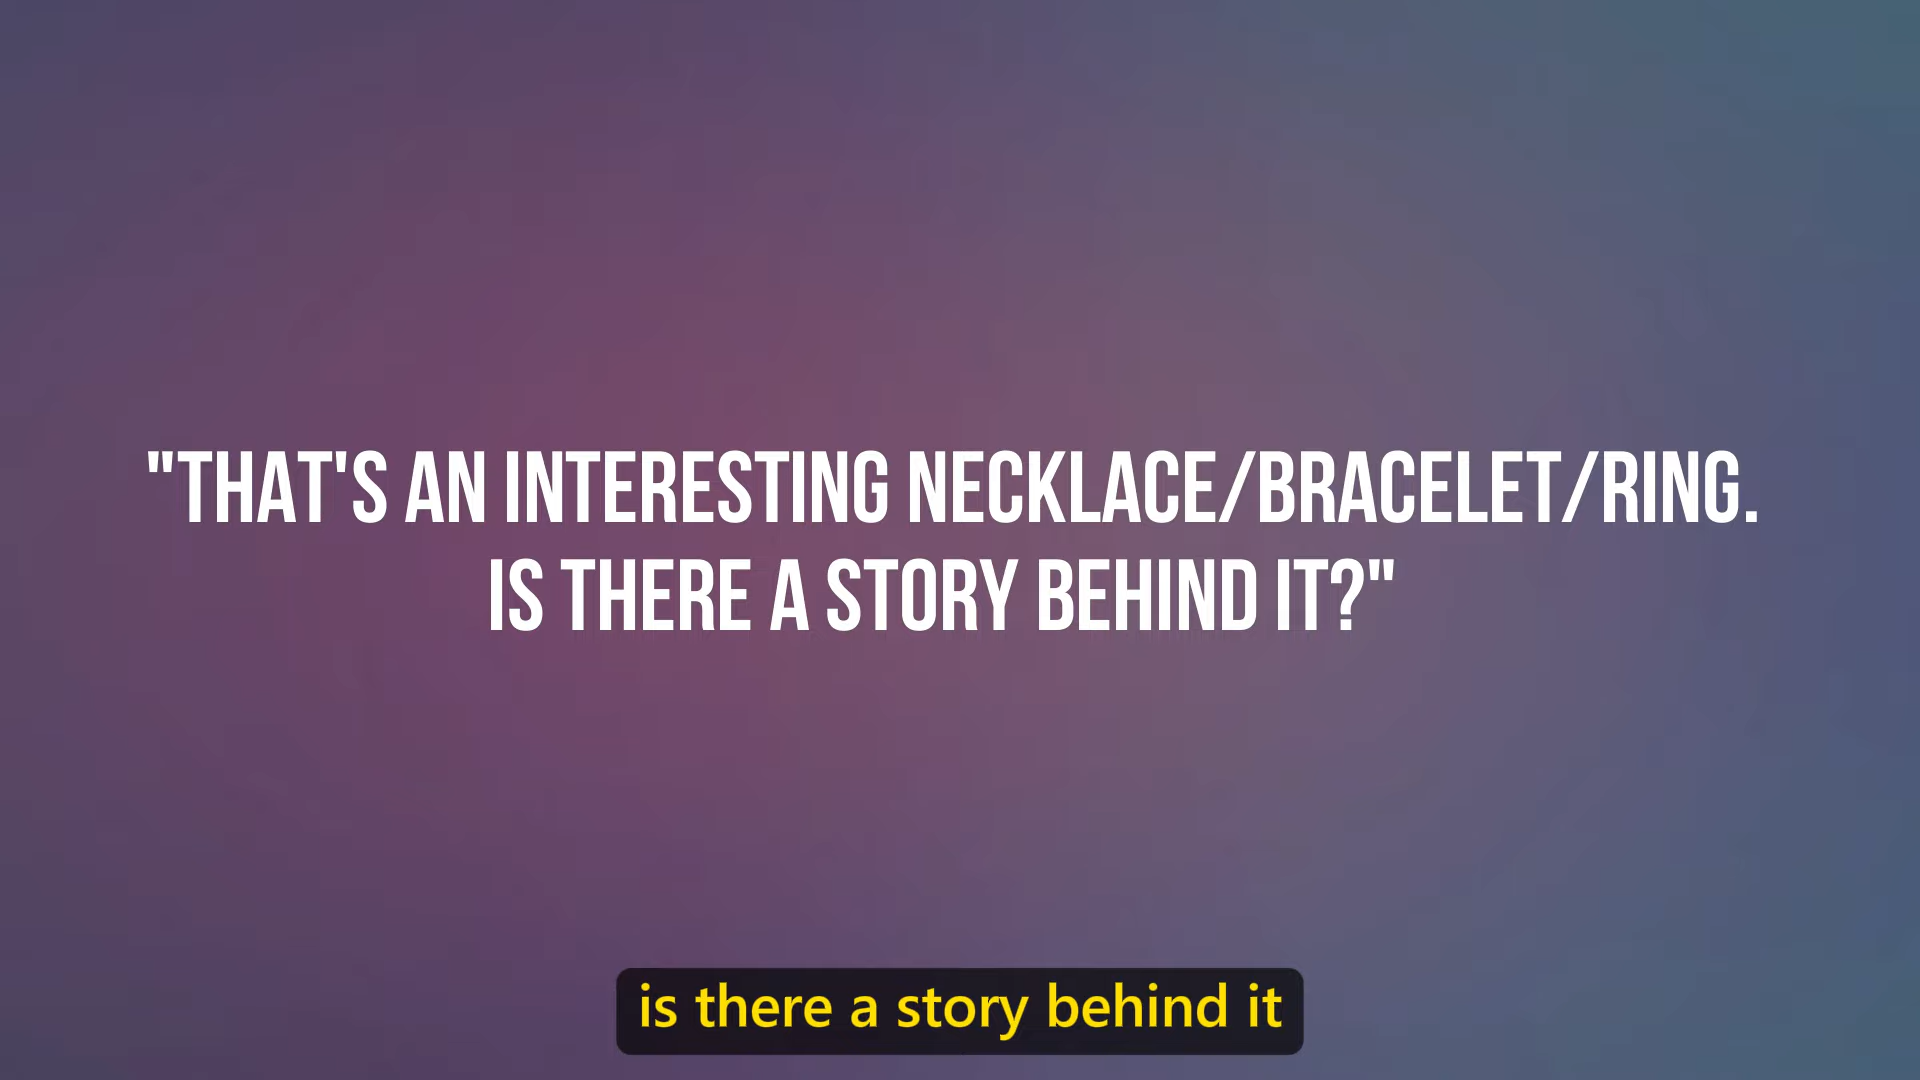 "THAT'S AN INTERESTING NECKLACE/BRACELET/RING.
IS THERE A STORY BEHIND IT?"
is there a story behind it